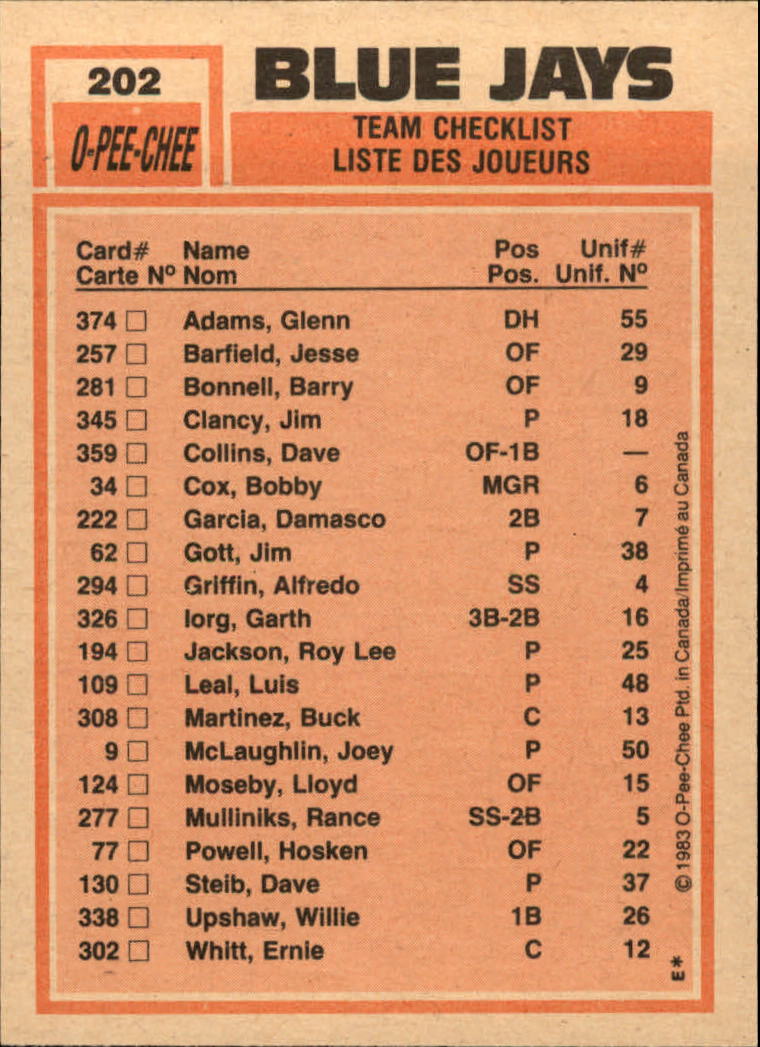 202
BLUE JAYS
O-PEE-CHEE
TEAM CHECKLIST
LISTE DES JOUEURS
Card# Name Pos Unif#
Carte Nº Nom Pos. Unif. Nº
374 □ Adams, Glenn DH 55
257 □ Barfield, Jesse OF 29
281 □ Bonnell, Barry OF 9
345 □ Clancy, Jim P 18
359 □ Collins, Dave OF-1B —
34 □ Cox, Bobby MGR 6
222 □ Garcia, Damasco 2B 7
62 □ Gott, Jim P 38
294 □ Griffin, Alfredo SS 4
326 □ Iorg, Garth 3B-2B 16
194 □ Jackson, Roy Lee P 25
109 □ Leal, Luis P 48
308 □ Martinez, Buck C 13
9 □ McLaughlin, Joey P 50
124 □ Moseby, Lloyd OF 15
277 □ Mulliniks, Rance SS-2B 5
77 □ Powell, Hosken OF 22
130 □ Steib, Dave P 37
338 □ Upshaw, Willie 1B 26
302 □ Whitt, Ernie C 12
© 1983 O-Pee-Chee Ptd. in Canada/Imprimé au Canada
E*